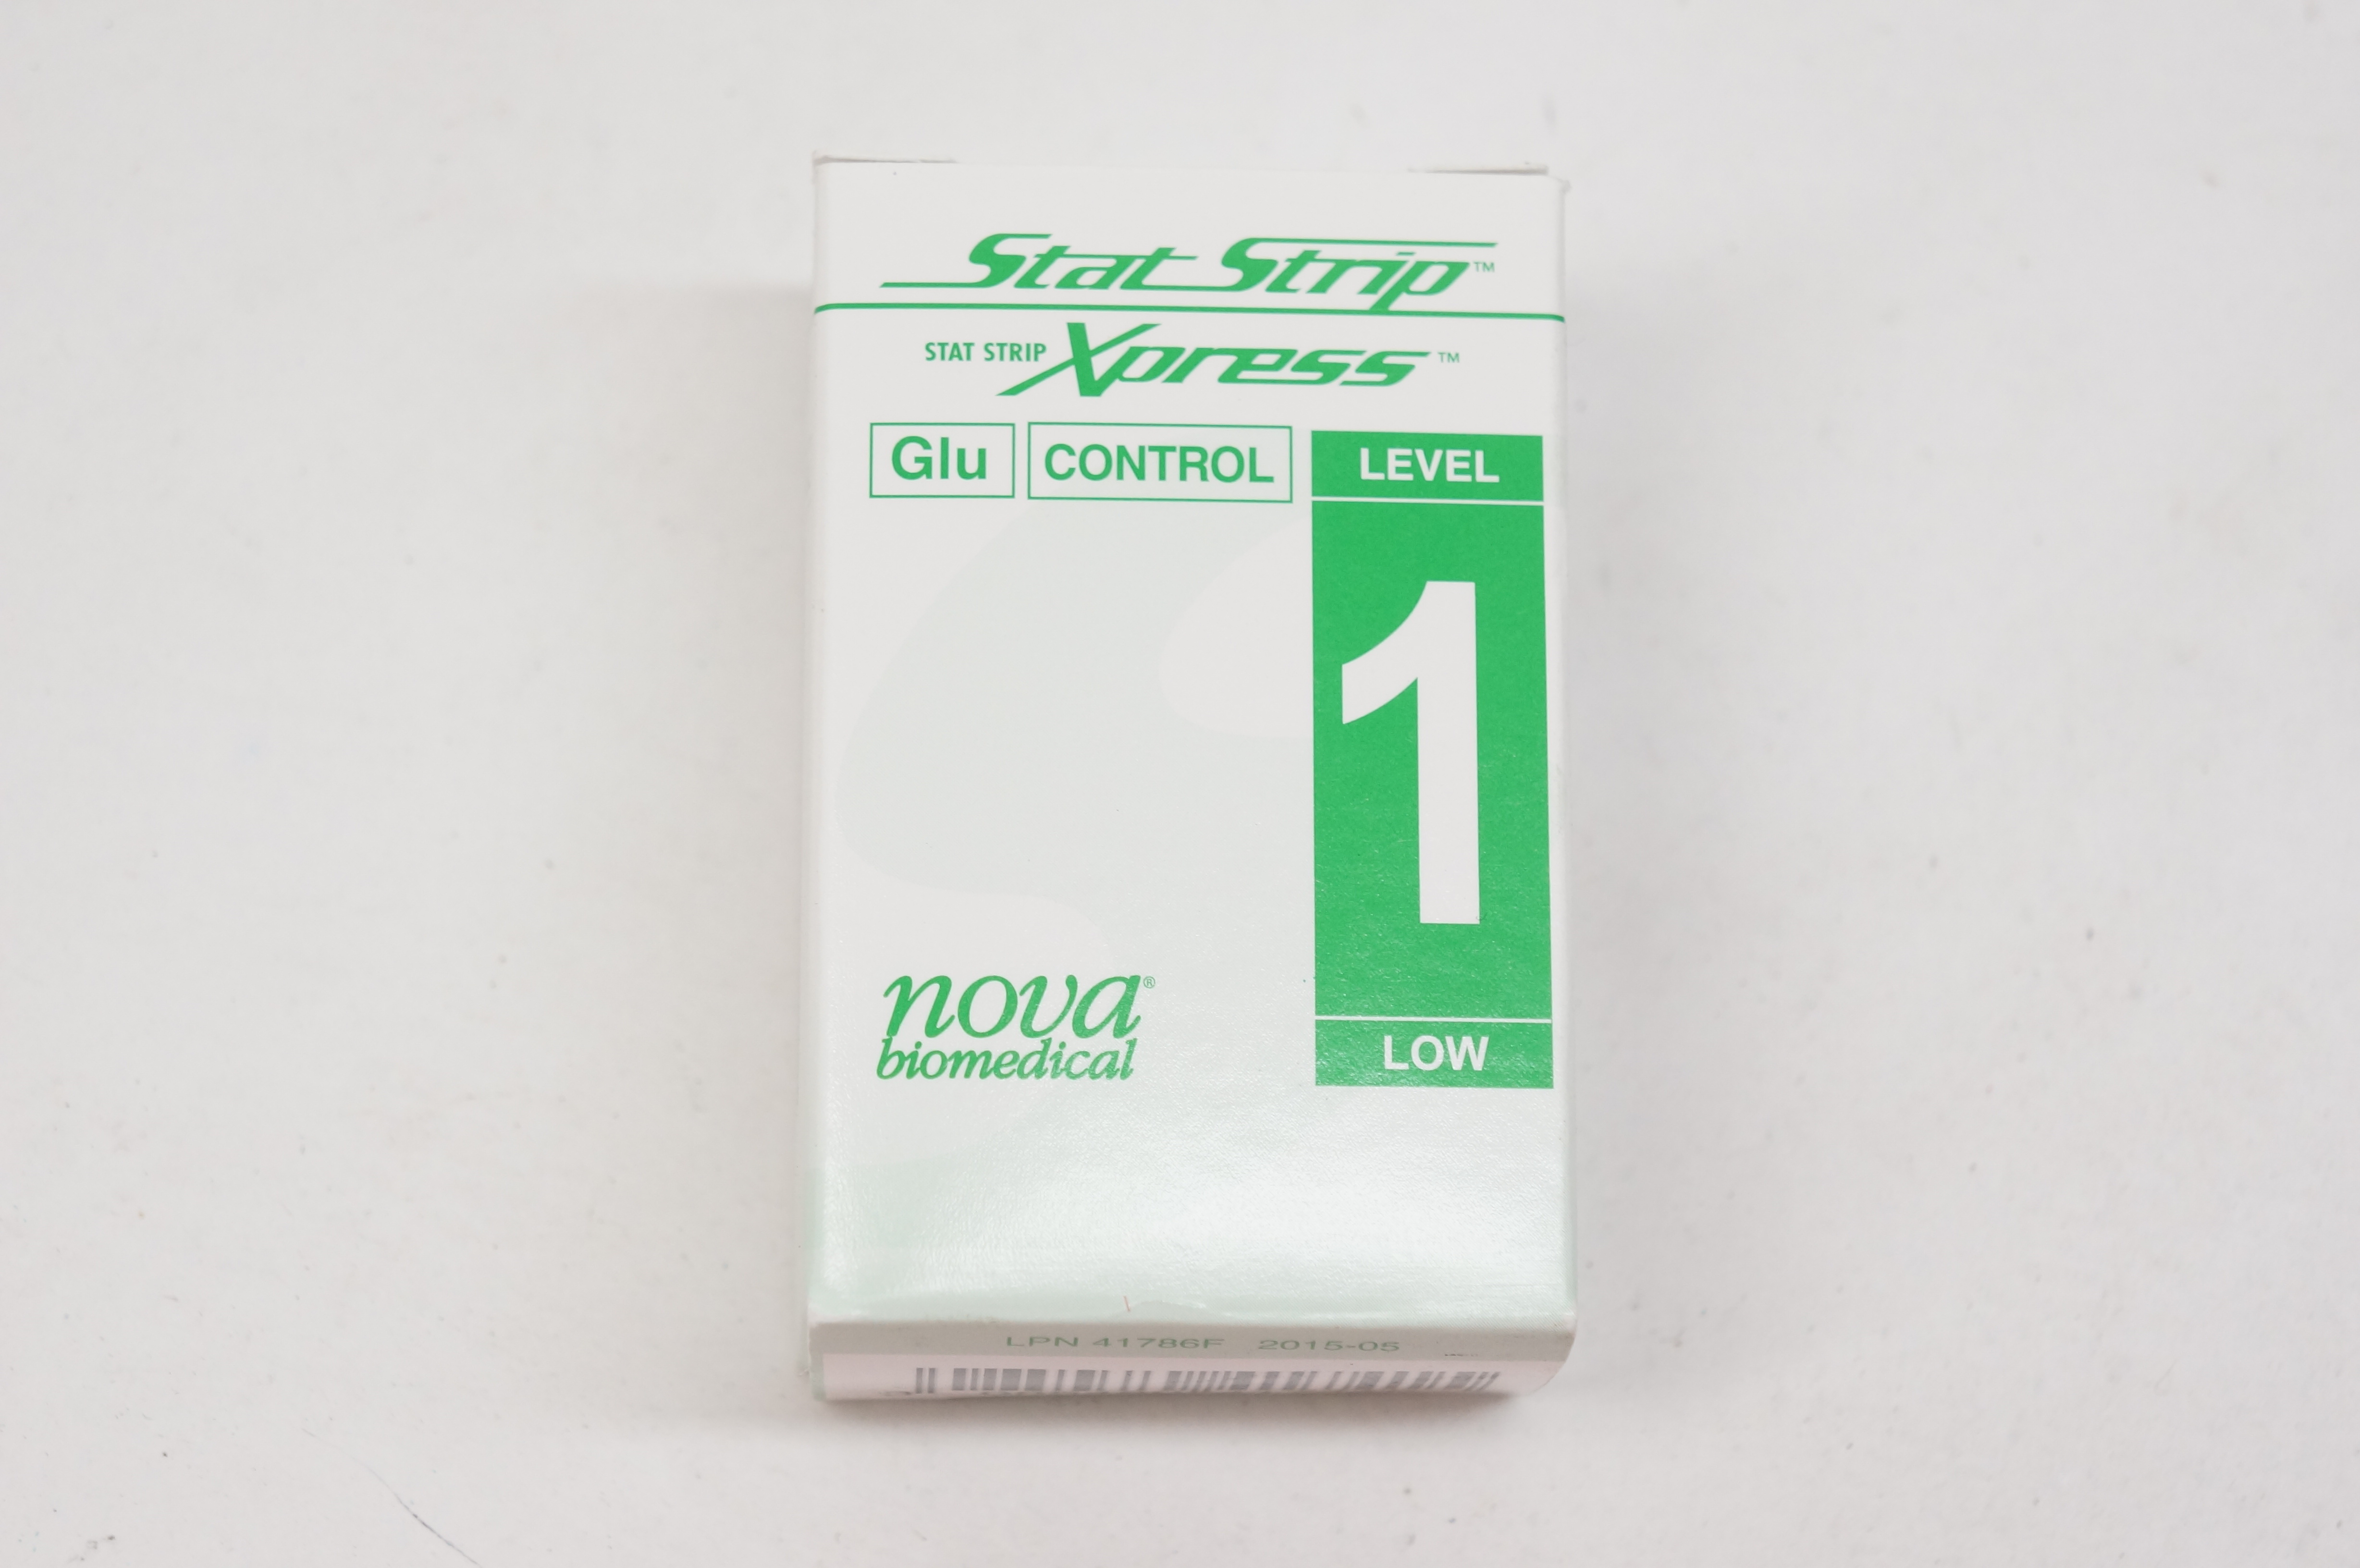 Stat Strip™
STAT STRIP Xpress™
Glu CONTROL LEVEL
1
LOW
nova®
biomedical
LPN 41786F 2015-05